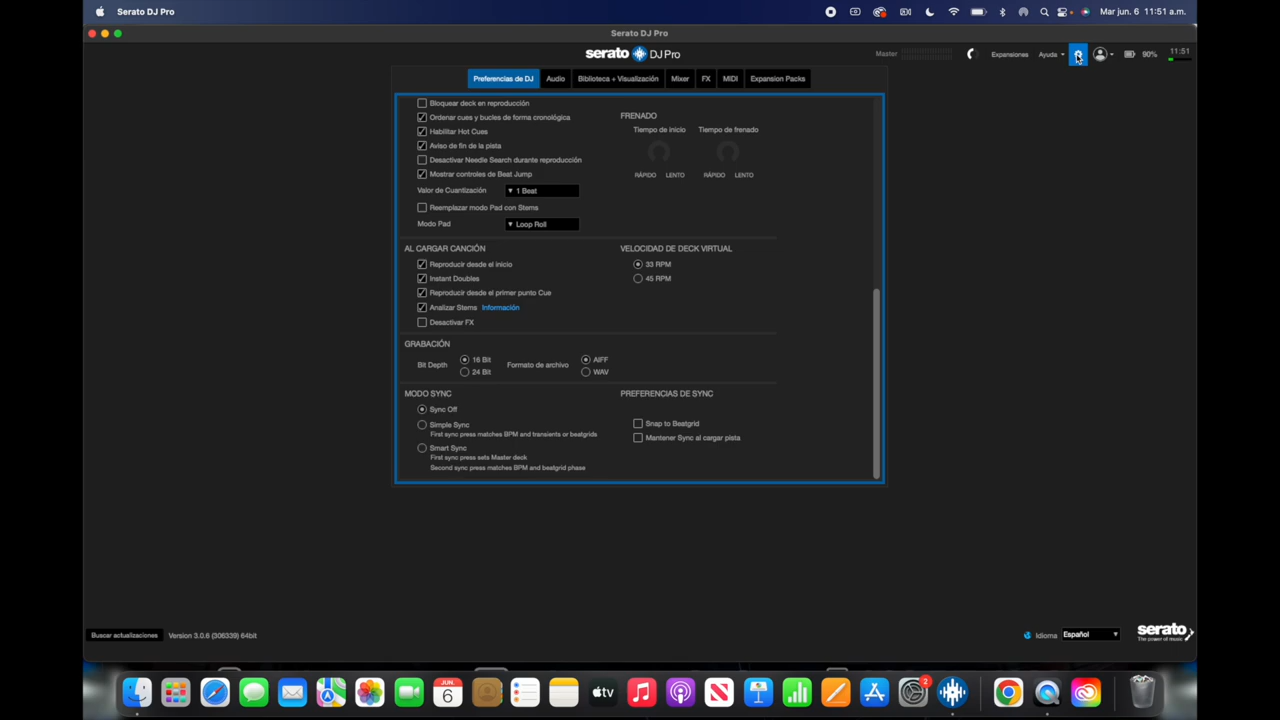 Serato DJ Pro
Mar jun. 6 11:51 a.m.
Serato DJ Pro
serato DJ Pro
Master
Expansiones
Ayuda
90%
11:51
Preferencias de DJ
Audio
Biblioteca + Visualización
Mixer
FX
MIDI
Expansion Packs
Bloquear deck en reproducción
Ordenar cues y bucles de forma cronológica
Habilitar Hot Cues
Aviso de fin de la pista
Desactivar Needle Search durante reproducción
Mostrar controles de Beat Jump
Valor de Cuantización 1 Beat
Reemplazar modo Pad con Stems
Modo Pad Loop Roll
FRENADO
Tiempo de inicio Tiempo de frenado
RÁPIDO LENTO RÁPIDO LENTO
AL CARGAR CANCIÓN
Reproducir desde el inicio
Instant Doubles
Reproducir desde el primer punto Cue
Analizar Stems Información
Desactivar FX
VELOCIDAD DE DECK VIRTUAL
33 RPM
45 RPM
GRABACIÓN
Bit Depth
16 Bit
24 Bit
Formato de archivo
AIFF
WAV
MODO SYNC
Sync Off
Simple Sync
First sync press matches BPM and transients or beatgrids
Smart Sync
First sync press sets Master deck
Second sync press matches BPM and beatgrid phase
PREFERENCIAS DE SYNC
Snap to Beatgrid
Mantener Sync al cargar pista
Buscar actualizaciones
Version 3.0.6 (306339) 64bit
Idioma Español
serato
The power of music
JUN.
6
tv
2